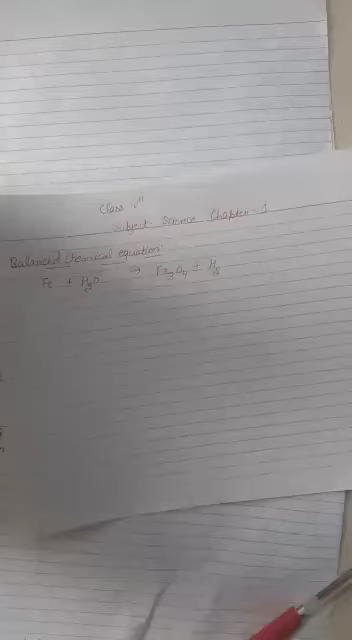 Class 10th
Subject- Science Chapter-1
Balanced chemical equation:
Fe + H2O → Fe3O4 + H2